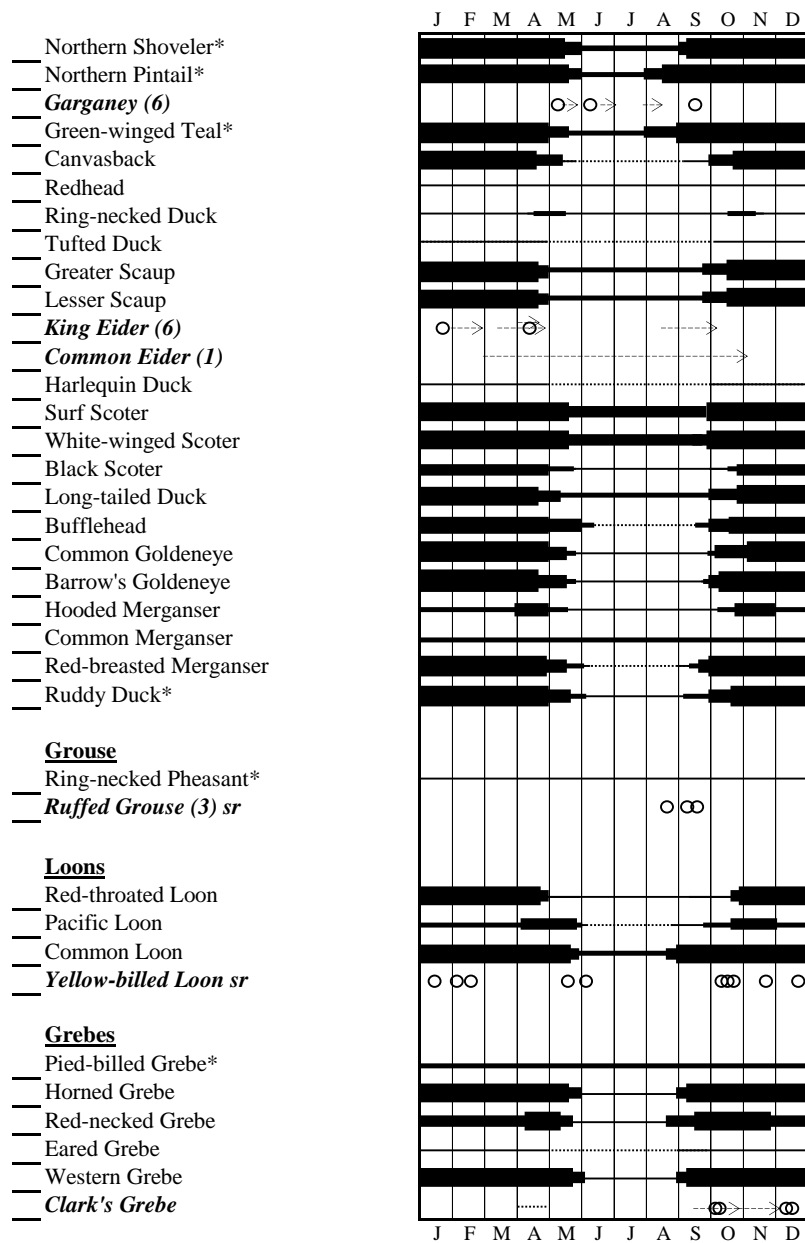 J F M A M J J A S O N D
Northern Shoveler*
Northern Pintail*
Garganey (6)
Green-winged Teal*
Canvasback
Redhead
Ring-necked Duck
Tufted Duck
Greater Scaup
Lesser Scaup
King Eider (6)
Common Eider (1)
Harlequin Duck
Surf Scoter
White-winged Scoter
Black Scoter
Long-tailed Duck
Bufflehead
Common Goldeneye
Barrow's Goldeneye
Hooded Merganser
Common Merganser
Red-breasted Merganser
Ruddy Duck*
Grouse
Ring-necked Pheasant*
Ruffed Grouse (3) sr
Loons
Red-throated Loon
Pacific Loon
Common Loon
Yellow-billed Loon sr
Grebes
Pied-billed Grebe*
Horned Grebe
Red-necked Grebe
Eared Grebe
Western Grebe
Clark's Grebe
J F M A M J J A S O N D